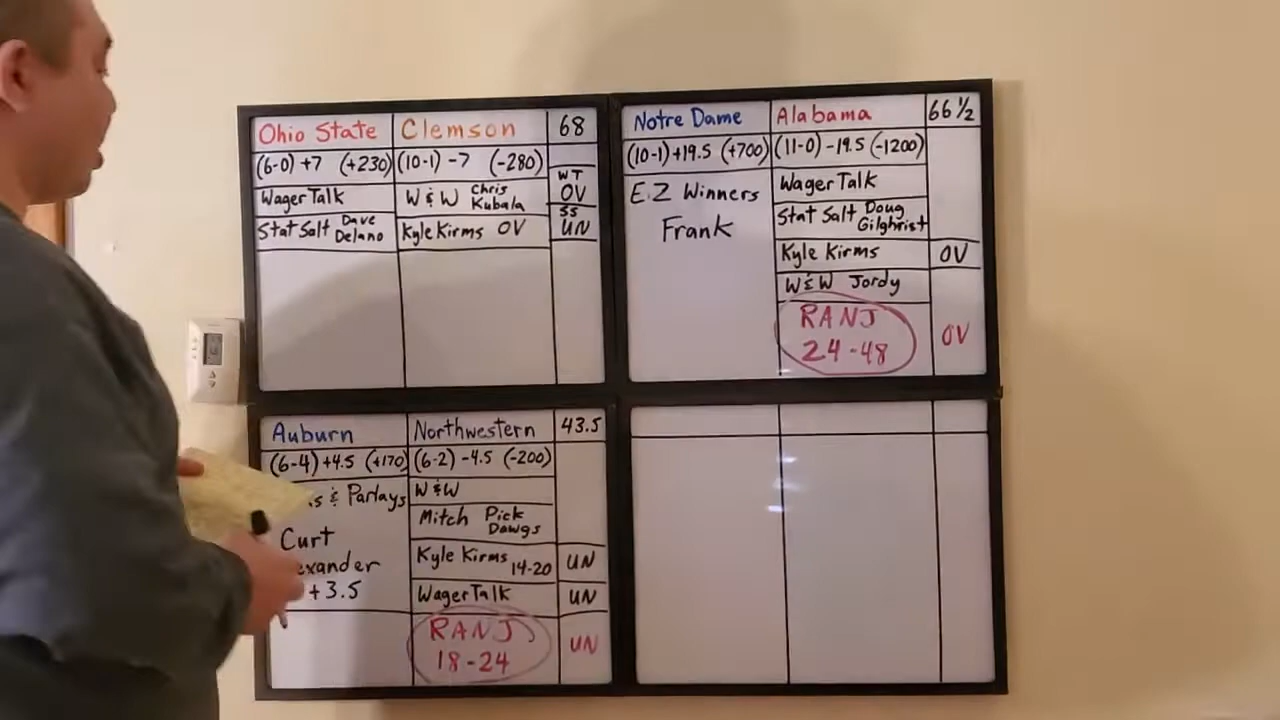 Ohio State Clemson 68
(6-0) +7 (+230) (10-1) -7 (-280)
WagerTalk W & W Chris Kubala WT OV
Stat Salt Dave Delano Kyle Kirms OV SS UN
Notre Dame Alabama 66 ½
(10-1) +19.5 (+700) (11-0) -19.5 (-1200)
E.Z Winners WagerTalk
Frank Stat Salt Doug Gilghrist
Kyle Kirms OV
W & W Jordy
RANJ
24-48 OV
Auburn Northwestern 43.5
(6-4) +4.5 (+170) (6-2) -4.5 (-200)
& Parlays W & W
Curt Mitch Pick Dawgs
Kyle Kirms 14-20 UN
+3.5 WagerTalk UN
RANJ
18-24 UN